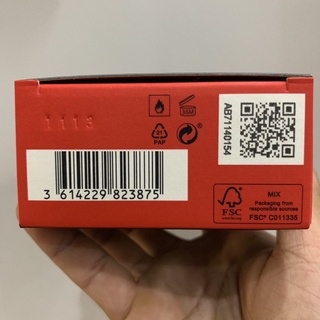 1113
21
PAP
3 614229 823875
AB71140154
FSC
MIX
Packaging from
responsible sources
FSC® C011335